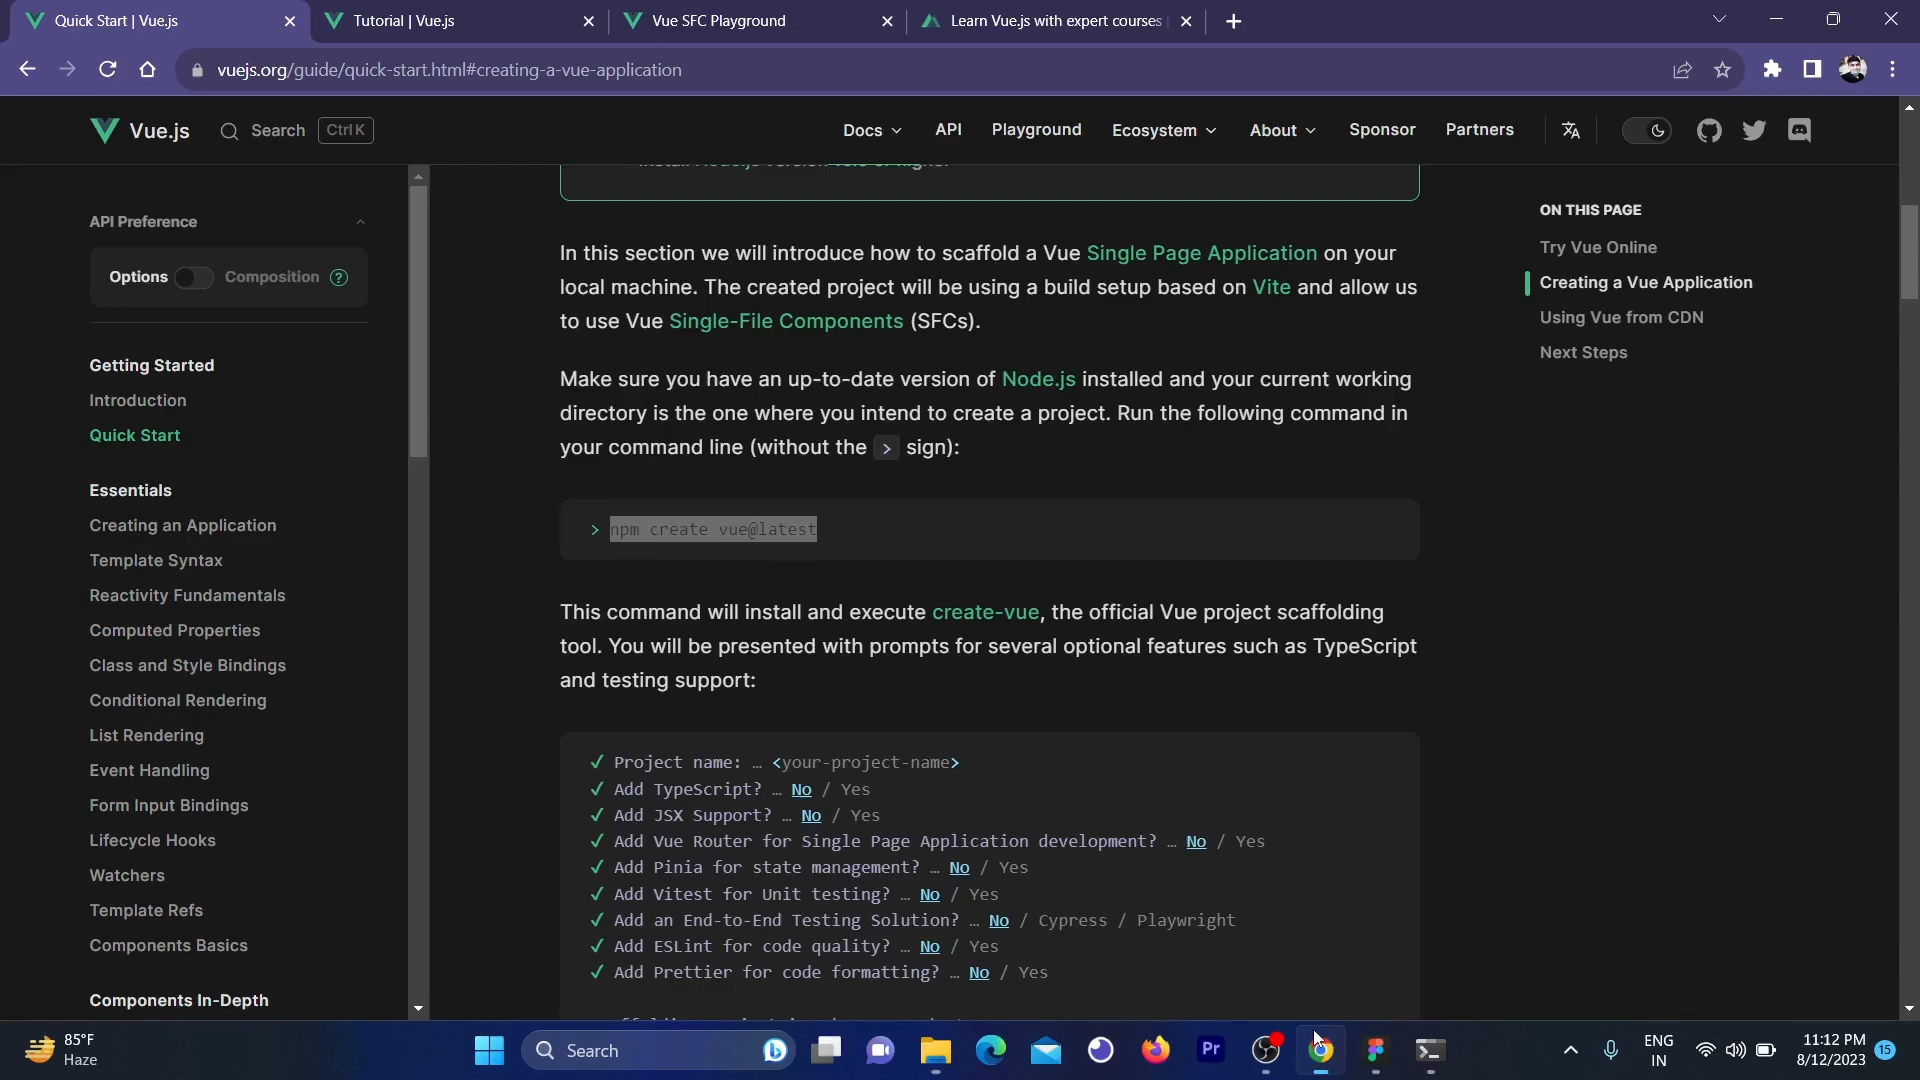 Quick Start | Vue.js
Tutorial | Vue.js
Vue SFC Playground
Learn Vue.js with expert courses
vuejs.org/guide/quick-start.html#creating-a-vue-application
Vue.js
Search
Ctrl K
Docs
API
Playground
Ecosystem
About
Sponsor
Partners
API Preference
Options
Composition
?
Getting Started
Introduction
Quick Start
Essentials
Creating an Application
Template Syntax
Reactivity Fundamentals
Computed Properties
Class and Style Bindings
Conditional Rendering
List Rendering
Event Handling
Form Input Bindings
Lifecycle Hooks
Watchers
Template Refs
Components Basics
Components In-Depth
In this section we will introduce how to scaffold a Vue Single Page Application on your
local machine. The created project will be using a build setup based on Vite and allow us
to use Vue Single-File Components (SFCs).
Make sure you have an up-to-date version of Node.js installed and your current working
directory is the one where you intend to create a project. Run the following command in
your command line (without the > sign):
> npm create vue@latest
This command will install and execute create-vue, the official Vue project scaffolding
tool. You will be presented with prompts for several optional features such as TypeScript
and testing support:
✔ Project name: … <your-project-name>
✔ Add TypeScript? … No / Yes
✔ Add JSX Support? … No / Yes
✔ Add Vue Router for Single Page Application development? … No / Yes
✔ Add Pinia for state management? … No / Yes
✔ Add Vitest for Unit testing? … No / Yes
✔ Add an End-to-End Testing Solution? … No / Cypress / Playwright
✔ Add ESLint for code quality? … No / Yes
✔ Add Prettier for code formatting? … No / Yes
ON THIS PAGE
Try Vue Online
Creating a Vue Application
Using Vue from CDN
Next Steps
85°F
Haze
Search
Pr
ENG
IN
11:12 PM
8/12/2023
15